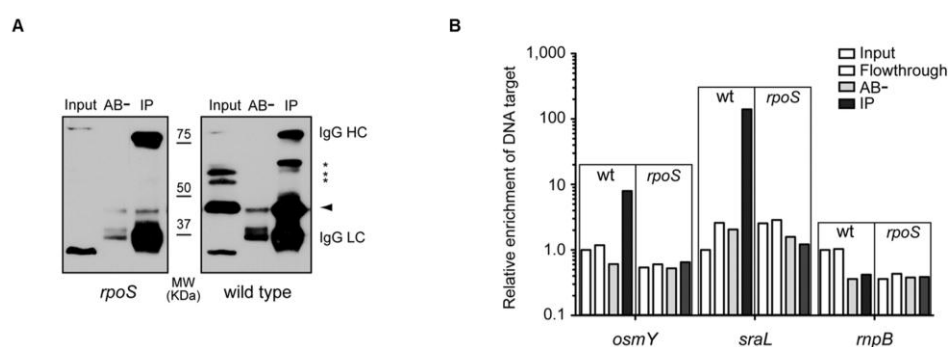 A
Input AB– IP
Input AB– IP
75
50
37
MW
(KDa)
IgG HC
*
*
*
IgG LC
rpoS
wild type
B
Relative enrichment of DNA target
1,000
100
10
1.0
0.1
Input
Flowthrough
AB–
IP
wt rpoS
wt rpoS
wt rpoS
osmY sraL rnpB